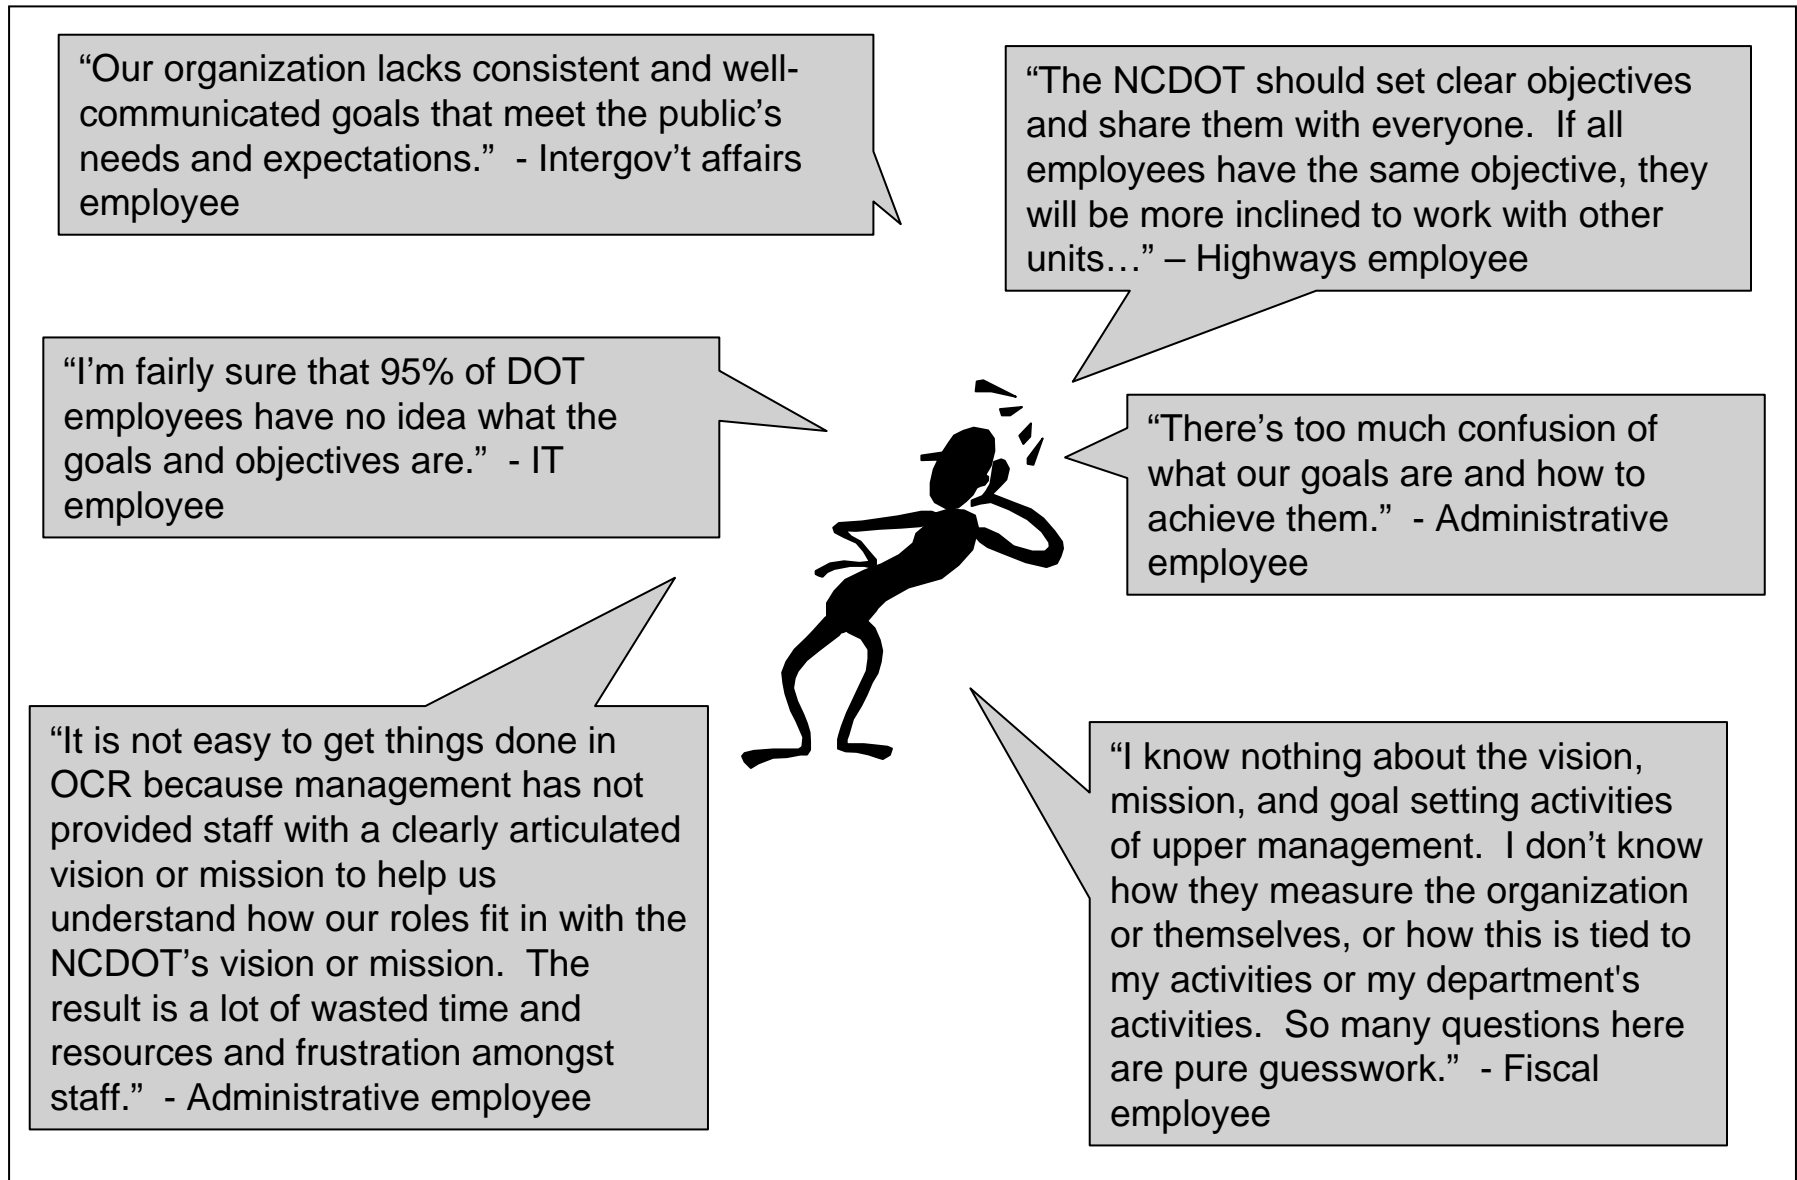 “Our organization lacks consistent and well-
communicated goals that meet the public’s
needs and expectations.”  - Intergov’t affairs
employee
“The NCDOT should set clear objectives
and share them with everyone.  If all
employees have the same objective, they
will be more inclined to work with other
units…” – Highways employee
“I’m fairly sure that 95% of DOT
employees have no idea what the
goals and objectives are.”  - IT
employee
“There’s too much confusion of
what our goals are and how to
achieve them.”  - Administrative
employee
“It is not easy to get things done in
OCR because management has not
provided staff with a clearly articulated
vision or mission to help us
understand how our roles fit in with the
NCDOT’s vision or mission.  The
result is a lot of wasted time and
resources and frustration amongst
staff.”  - Administrative employee
“I know nothing about the vision,
mission, and goal setting activities
of upper management.  I don’t know
how they measure the organization
or themselves, or how this is tied to
my activities or my department's
activities.  So many questions here
are pure guesswork.”  - Fiscal
employee